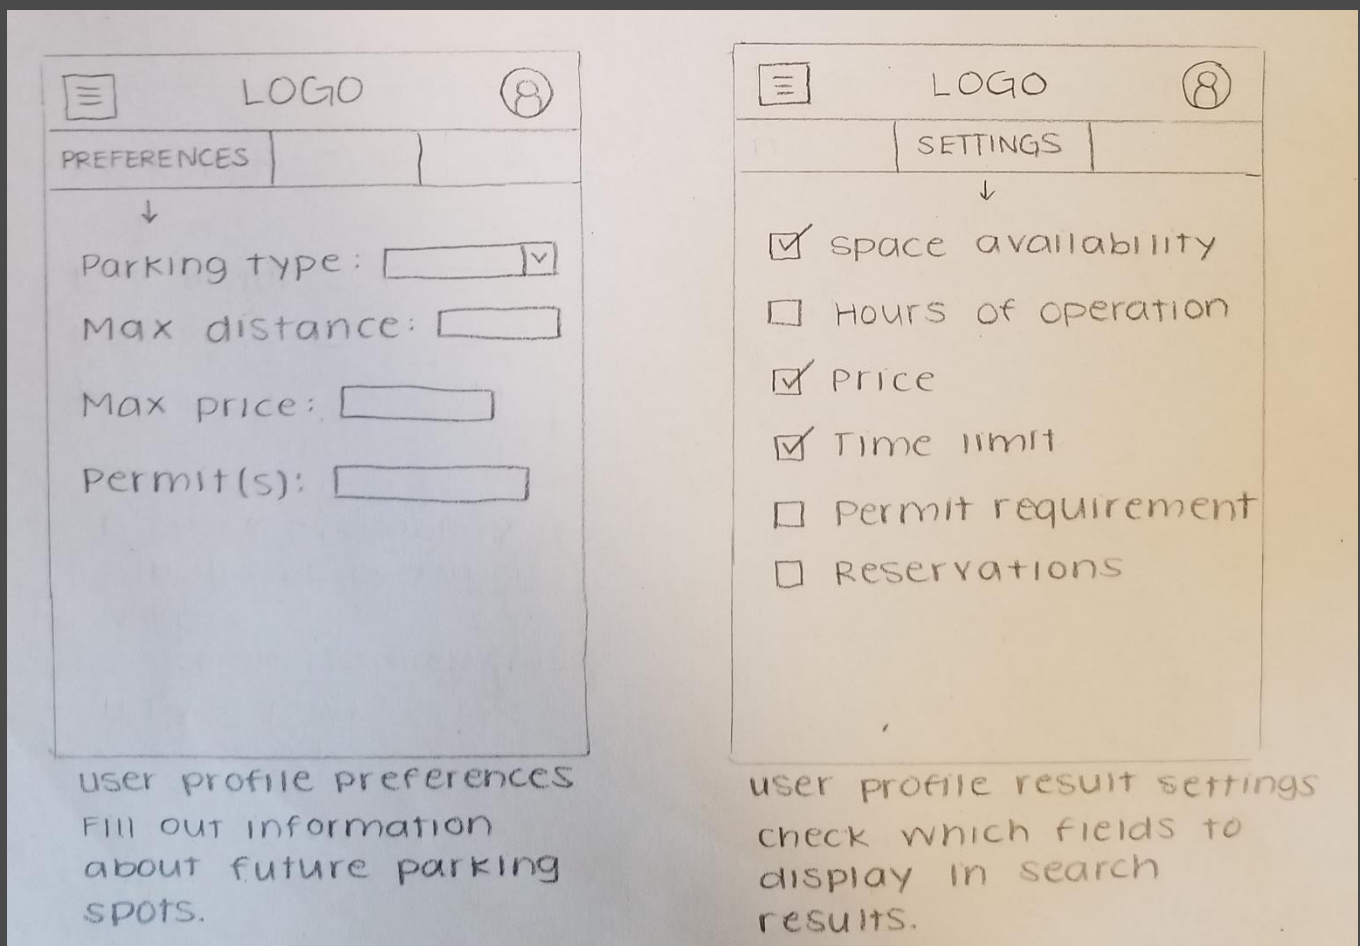 LOGO
PREFERENCES
↓
Parking type:
Max distance:
Max price:
Permit(s):
user profile preferences
Fill out information
about future parking
spots.
LOGO
SETTINGS
↓
space availability
Hours of operation
Price
Time limit
Permit requirement
Reservations
user profile result settings
check which fields to
display in search
results.